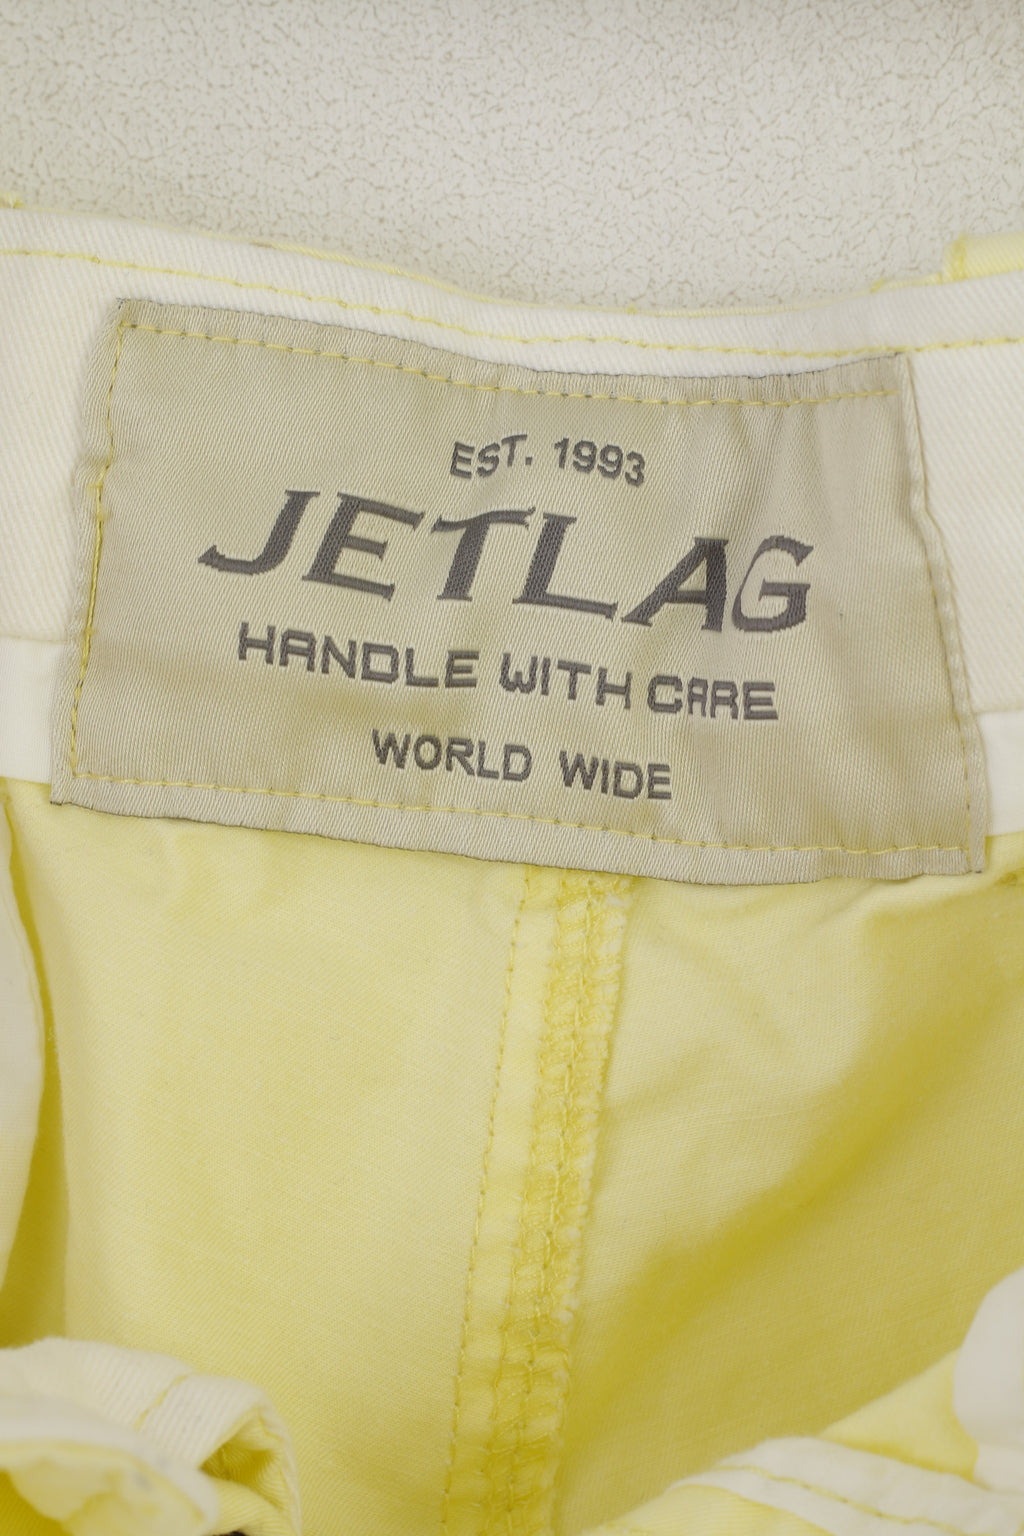 EST. 1993
JETLAG
HANDLE WITH CARE
WORLD WIDE